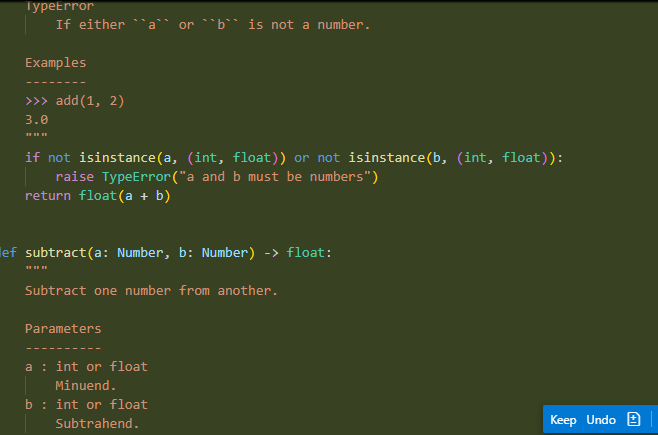 TypeError
If either ``a`` or ``b`` is not a number.
Examples
--------
>>> add(1, 2)
3.0
"""
if not isinstance(a, (int, float)) or not isinstance(b, (int, float)):
raise TypeError("a and b must be numbers")
return float(a + b)
def subtract(a: Number, b: Number) -> float:
"""
Subtract one number from another.
Parameters
----------
a : int or float
Minuend.
b : int or float
Subtrahend.
Keep Undo